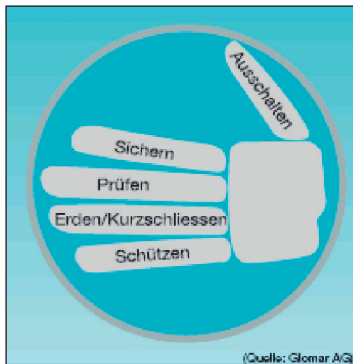 Ausschalten
Sichern
Prüfen
Erden/Kurzschliessen
Schützen
(Quelle: Glomar AG)